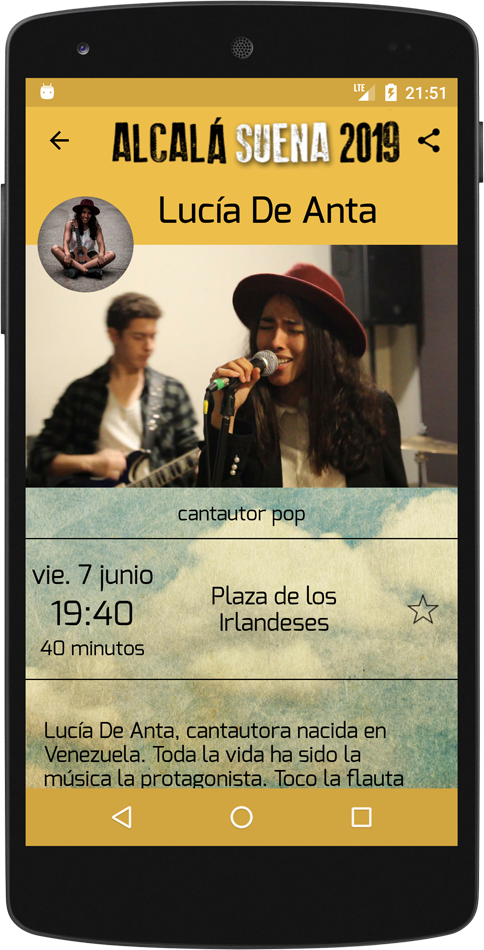 LTE 21:51
ALCALÁ SUENA 2019
Lucía De Anta
cantautor pop
vie. 7 junio
19:40
40 minutos
Plaza de los
Irlandeses
Lucía De Anta, cantautora nacida en
Venezuela. Toda la vida ha sido la
música la protagonista. Toco la flauta